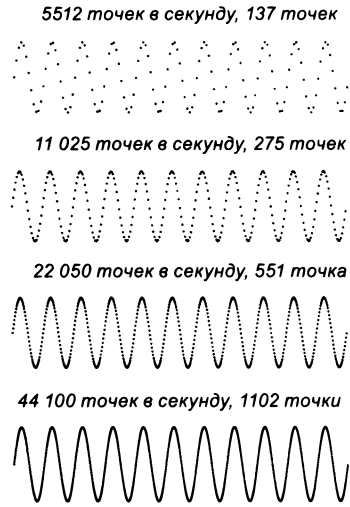 5512 точек в секунду, 137 точек
11 025 точек в секунду, 275 точек
22 050 точек в секунду, 551 точка
44 100 точек в секунду, 1102 точки